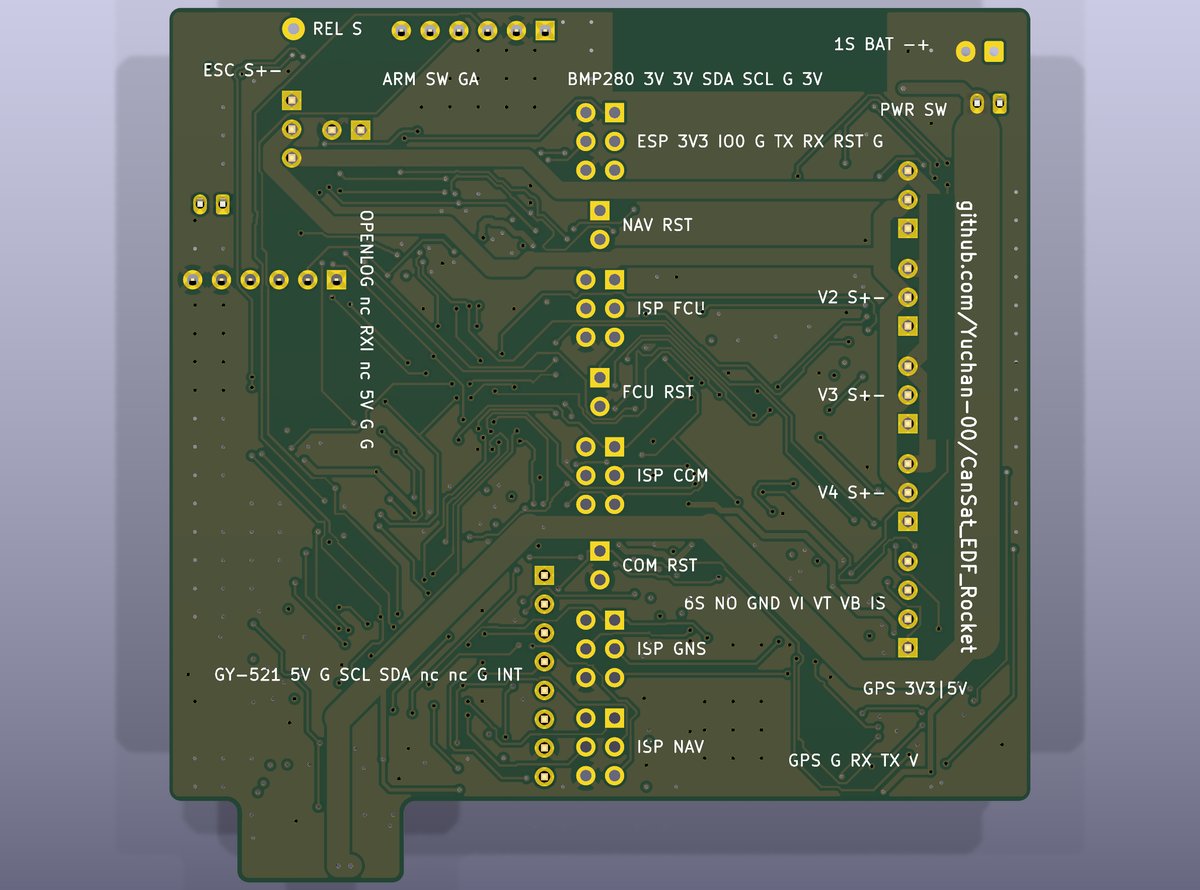 REL S
1S BAT -+
ESC S+-
ARM SW GA
BMP280 3V 3V SDA SCL G 3V
PWR SW
ESP 3V3 IO0 G TX RX RST G
NAV RST
OPENLOG nc RXI nc 5V G G
github.com/Yuchan-00/CanSat_EDF_Rocket
V2 S+-
ISP FCU
FCU RST
V3 S+-
ISP COM
V4 S+-
COM RST
6S NO GND VI VT VB IS
ISP GNS
GY-521 5V G SCL SDA nc nc G INT
GPS 3V3|5V
ISP NAV
GPS G RX TX V